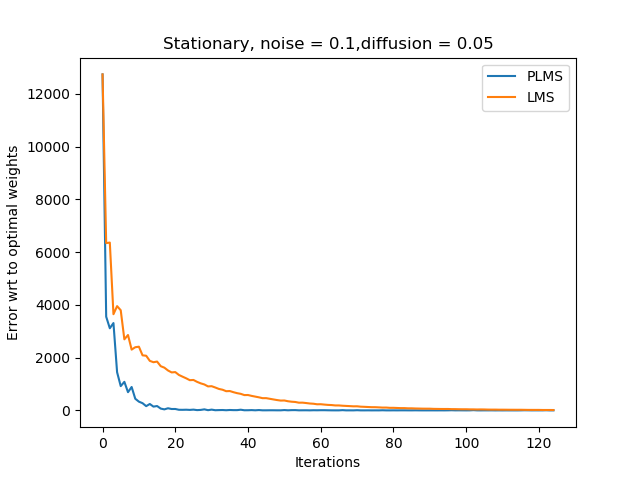 Stationary, noise = 0.1,diffusion = 0.05
PLMS
LMS
Error wrt to optimal weights
12000
10000
8000
6000
4000
2000
0
0 20 40 60 80 100 120
Iterations